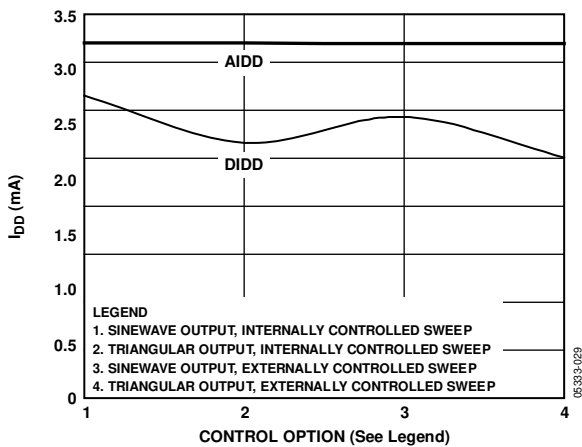 3.5
3.0
2.5
2.0
1.5
1.0
0.5
0
IDD (mA)
AIDD
DIDD
LEGEND
1. SINEWAVE OUTPUT, INTERNALLY CONTROLLED SWEEP
2. TRIANGULAR OUTPUT, INTERNALLY CONTROLLED SWEEP
3. SINEWAVE OUTPUT, EXTERNALLY CONTROLLED SWEEP
4. TRIANGULAR OUTPUT, EXTERNALLY CONTROLLED SWEEP
1 2 3 4
CONTROL OPTION (See Legend)
05333-029